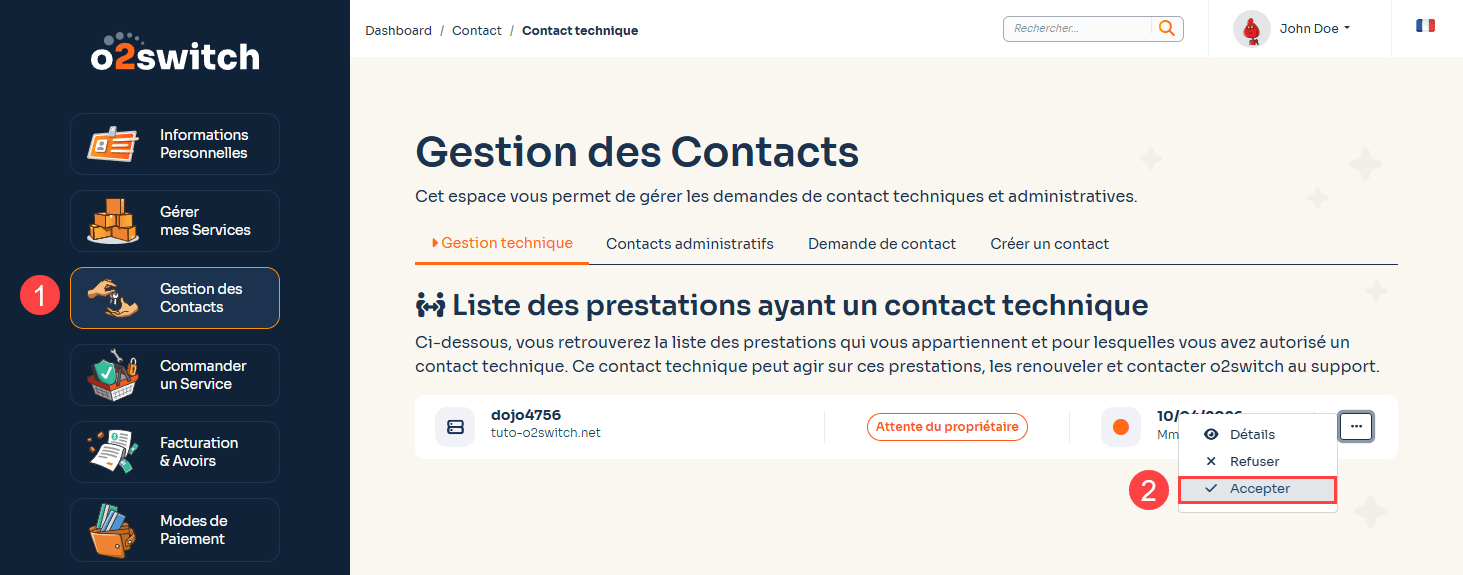 Dashboard / Contact / Contact technique
Rechercher...
John Doe
o2switch
Informations
Personnelles
Gérer
mes Services
1
Gestion des
Contacts
Commander
un Service
Facturation
& Avoirs
Modes de
Paiement
Gestion des Contacts
Cet espace vous permet de gérer les demandes de contact techniques et administratives.
Gestion technique
Contacts administratifs
Demande de contact
Créer un contact
Liste des prestations ayant un contact technique
Ci-dessous, vous retrouverez la liste des prestations qui vous appartiennent et pour lesquelles vous avez autorisé un
contact technique. Ce contact technique peut agir sur ces prestations, les renouveler et contacter o2switch au support.
dojo4756
tuto-o2switch.net
Attente du propriétaire
...
Détails
Refuser
2
Accepter